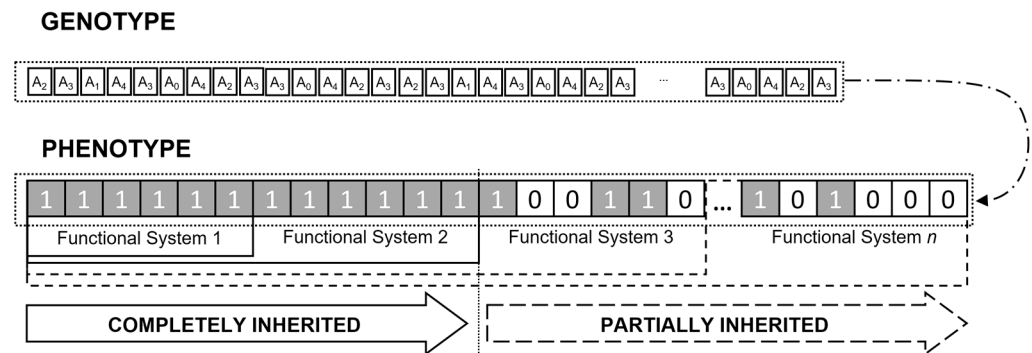 GENOTYPE
A₂ A₃ A₁ A₄ A₃ A₀ A₄ A₂ A₃ A₃ A₀ A₄ A₂ A₃ A₂ A₃ A₁ A₄ A₃ A₀ A₄ A₂ A₃ ... A₃ A₀ A₄ A₂ A₃
PHENOTYPE
1 1 1 1 1 1 1 1 1 1 1 1 1 0 0 1 1 0 ... 1 0 1 0 0 0
Functional System 1 Functional System 2 Functional System 3 Functional System n
COMPLETELY INHERITED PARTIALLY INHERITED